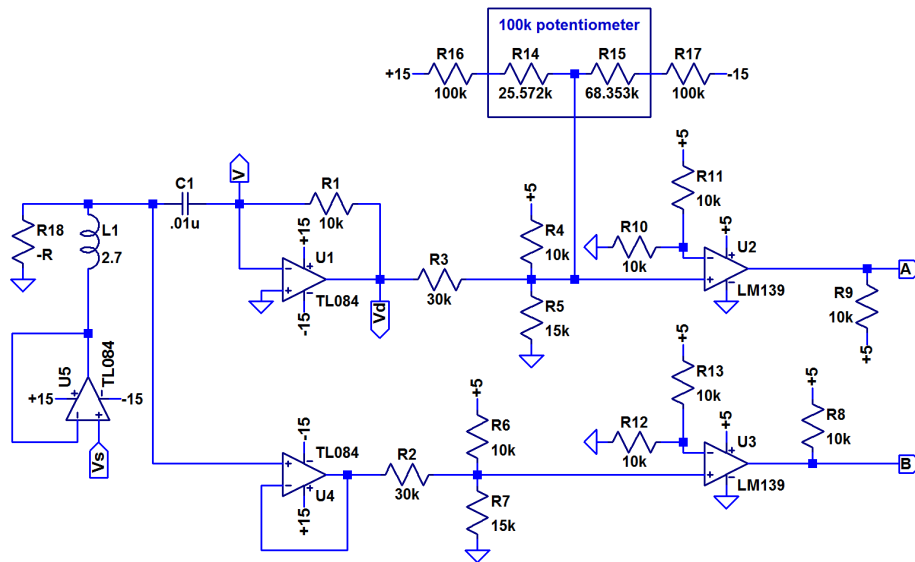 100k potentiometer
R16
R14
R15
R17
+15
-15
100k
25.572k
68.353k
100k
+5
R11
10k
V
C1
R1
+5
R18
L1
.01u
10k
+15
R4
R10
+5
-R
2.7
U1
R3
10k
U2
10k
TL084
30k
LM139
A
-15
R5
R9
Vd
15k
10k
+5
+5
U5
TL084
R13
+15
-15
+5
10k
+5
-15
R6
R12
+5
R8
TL084
R2
10k
U3
10k
Vs
10k
B
U4
30k
R7
LM139
+15
15k